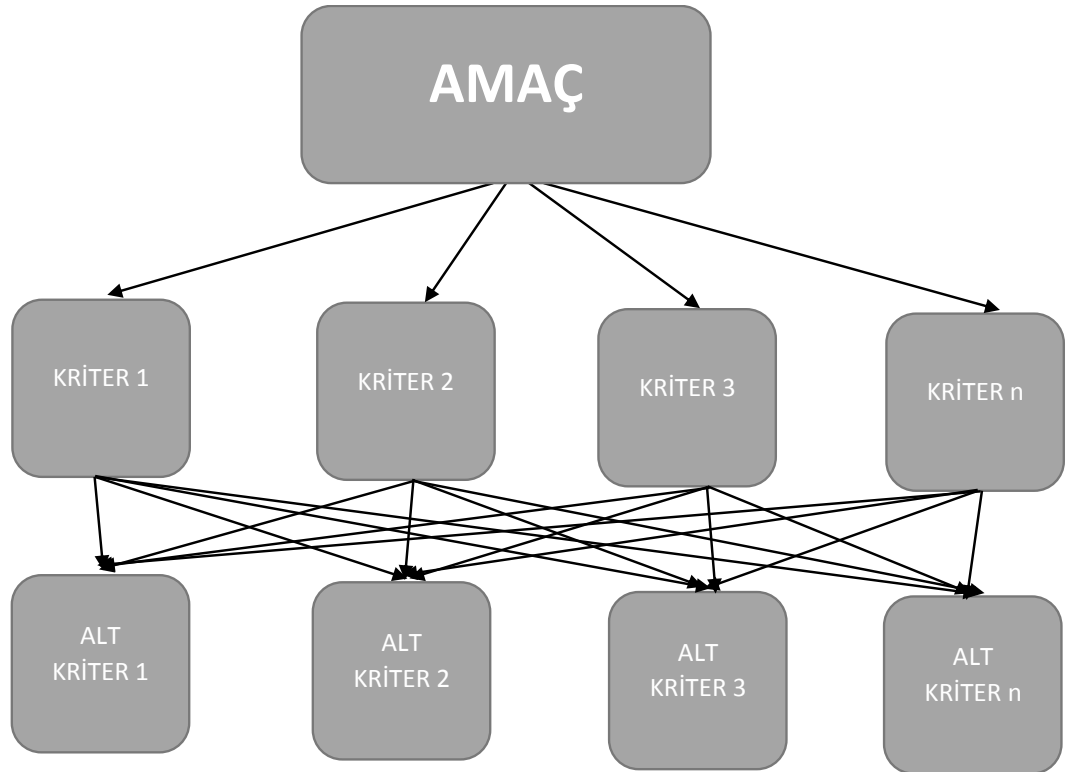 AMAÇ
KRİTER 1
KRİTER 2
KRİTER 3
KRİTER n
ALT
KRİTER 1
ALT
KRİTER 2
ALT
KRİTER 3
ALT
KRİTER n